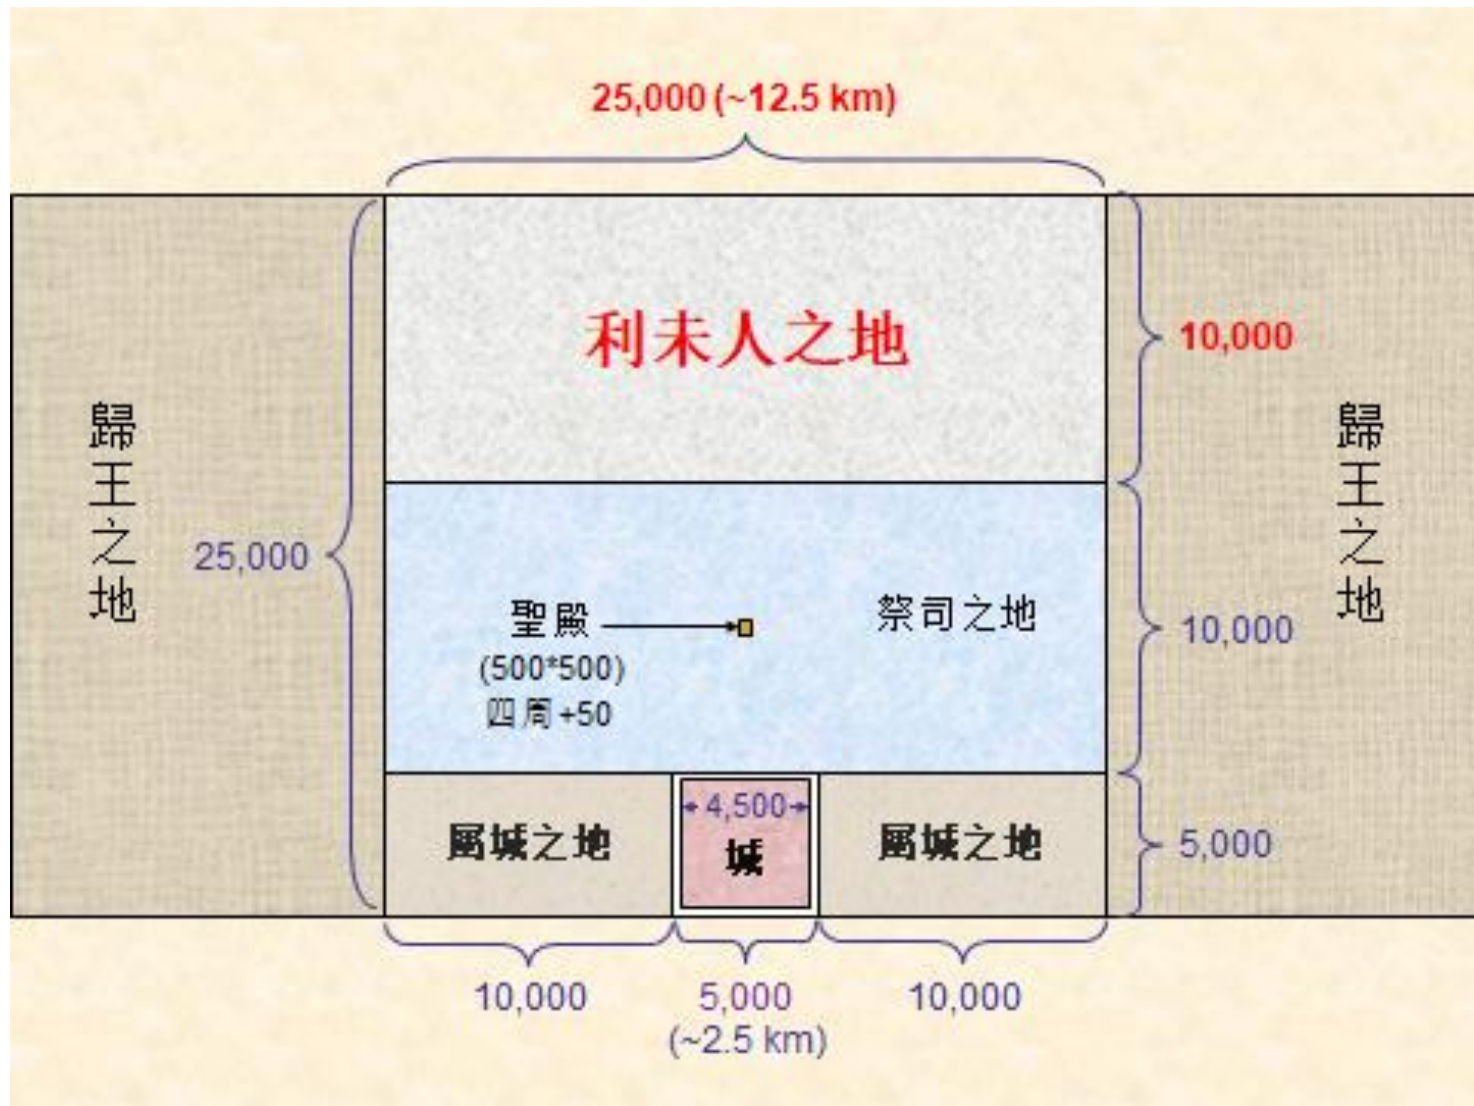 25,000 (~12.5 km)
利未人之地
10,000
歸王之地
25,000
歸王之地
聖殿
(500*500)
四周+50
祭司之地
10,000
屬城之地
4,500
城
屬城之地
5,000
10,000
5,000
(~2.5 km)
10,000